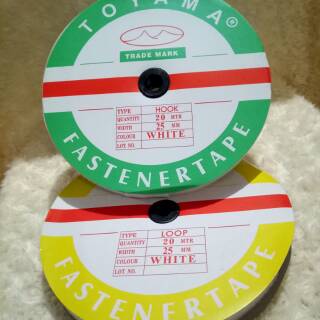 TOYAMA®
TRADE MARK
TYPE HOOK
QUANTITY 20 MTR
WIDTH 25 MM
COLOUR WHITE
LOT NO.
FASTENERTAPE
TYPE LOOP
QUANTITY 20 MTR
WIDTH 25 MM
COLOUR WHITE
LOT NO.
FASTENERTAPE